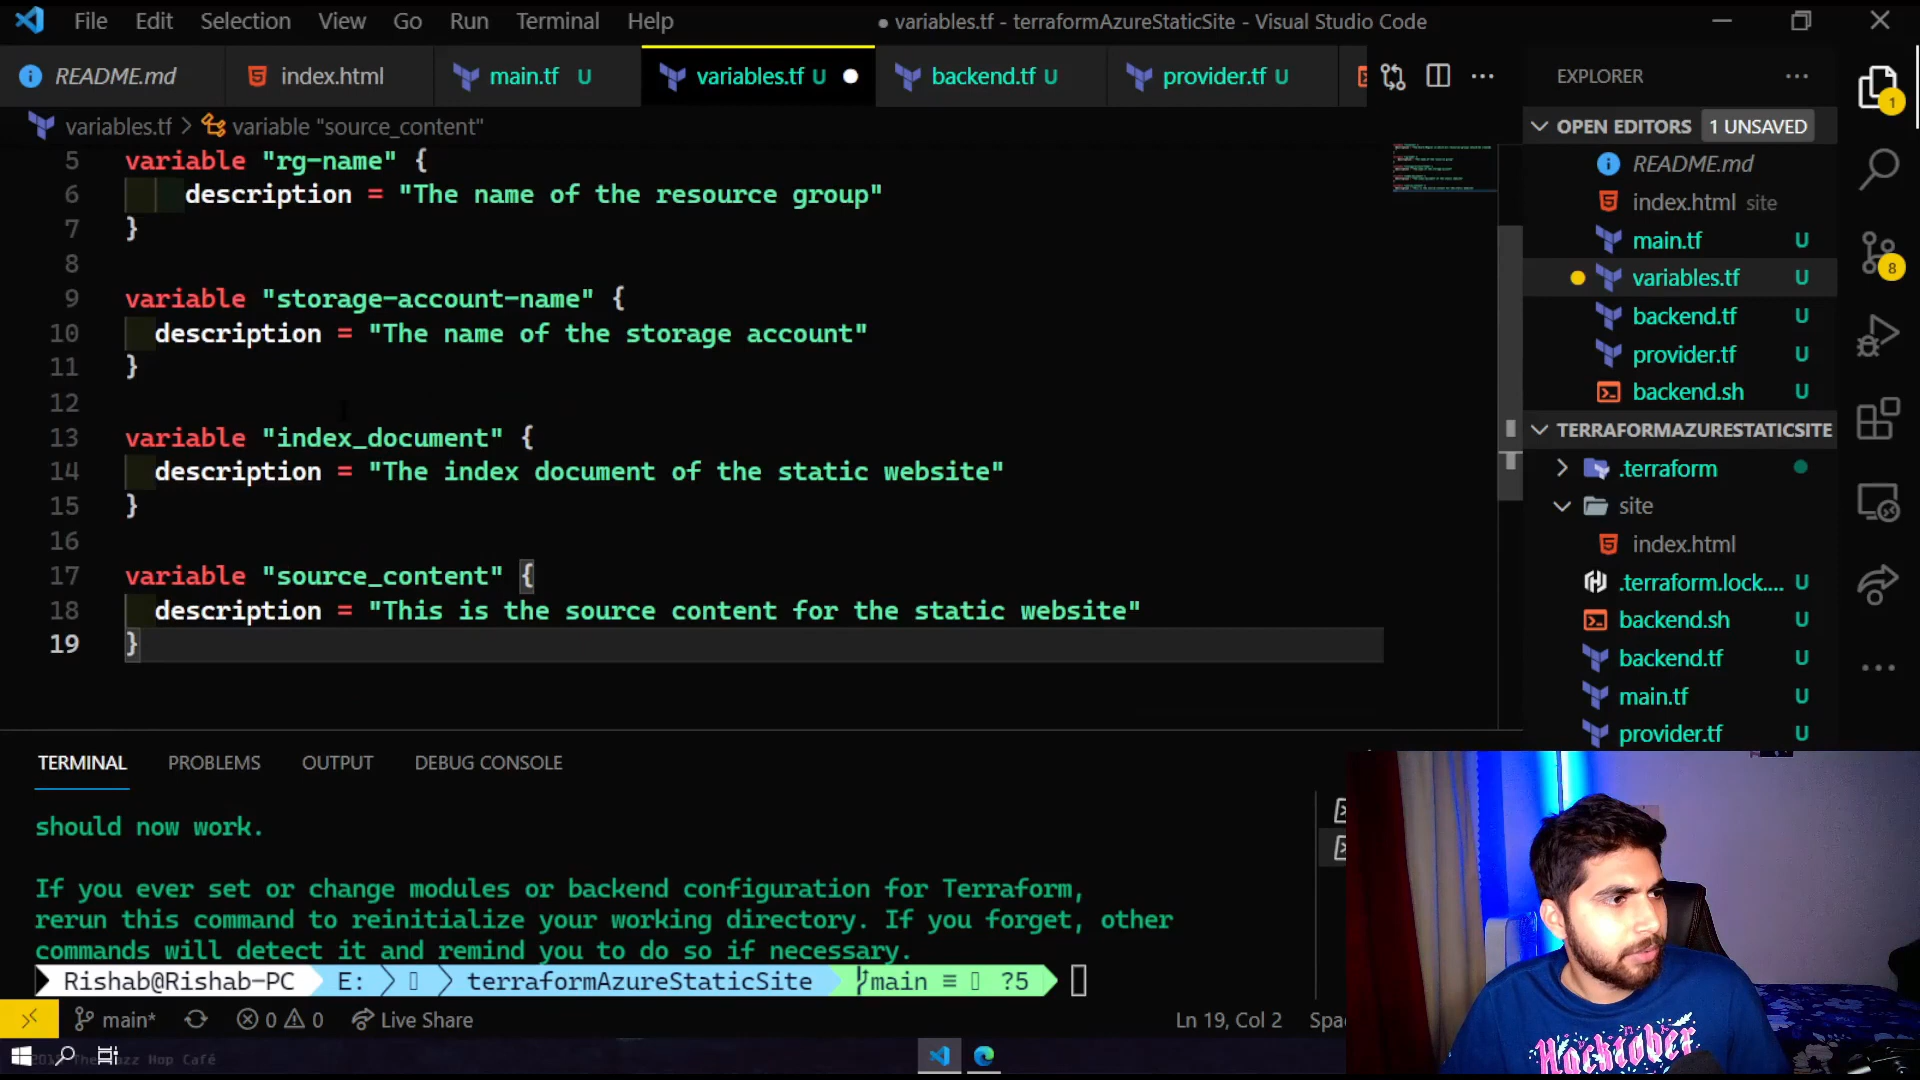 File Edit Selection View Go Run Terminal Help
● variables.tf - terraformAzureStaticSite - Visual Studio Code
README.md
index.html
main.tf U
variables.tf U
backend.tf U
provider.tf U
variables.tf > variable "source_content"
5 variable "rg-name" {
6 description = "The name of the resource group"
7 }
8
9 variable "storage-account-name" {
10 description = "The name of the storage account"
11 }
12
13 variable "index_document" {
14 description = "The index document of the static website"
15 }
16
17 variable "source_content" {
18 description = "This is the source content for the static website"
19 }
EXPLORER
OPEN EDITORS 1 UNSAVED
README.md
index.html site
main.tf U
variables.tf U
backend.tf U
provider.tf U
backend.sh U
TERRAFORMAZURESTATICSITE
.terraform
site
index.html
.terraform.lock.... U
backend.sh U
backend.tf U
main.tf U
provider.tf U
1
8
TERMINAL PROBLEMS OUTPUT DEBUG CONSOLE
should now work.
If you ever set or change modules or backend configuration for Terraform,
rerun this command to reinitialize your working directory. If you forget, other
commands will detect it and remind you to do so if necessary.
Rishab@Rishab-PC E: terraformAzureStaticSite main ≡ ?5
main* 0 0 Live Share
Ln 19, Col 2 Spa
Jazz Hop Café
Hacktober